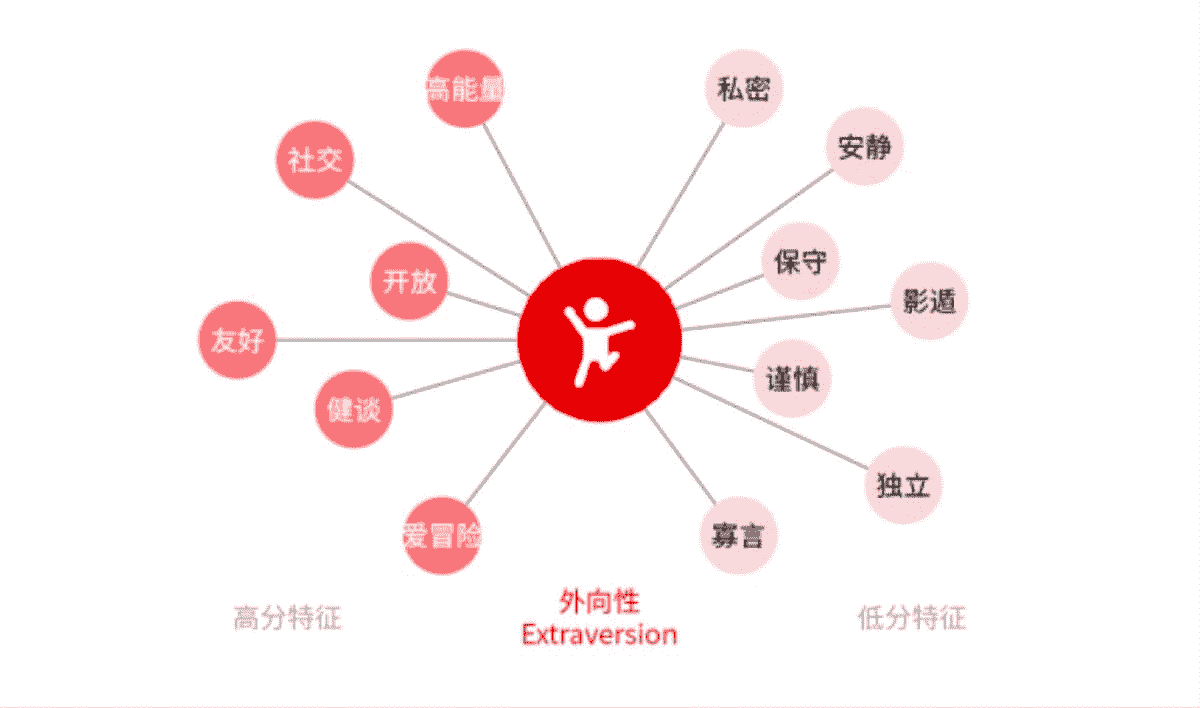 高能量
私密
社交
安静
开放
保守
影遁
友好
谨慎
健谈
独立
爱冒险
寡言
高分特征
外向性
Extraversion
低分特征